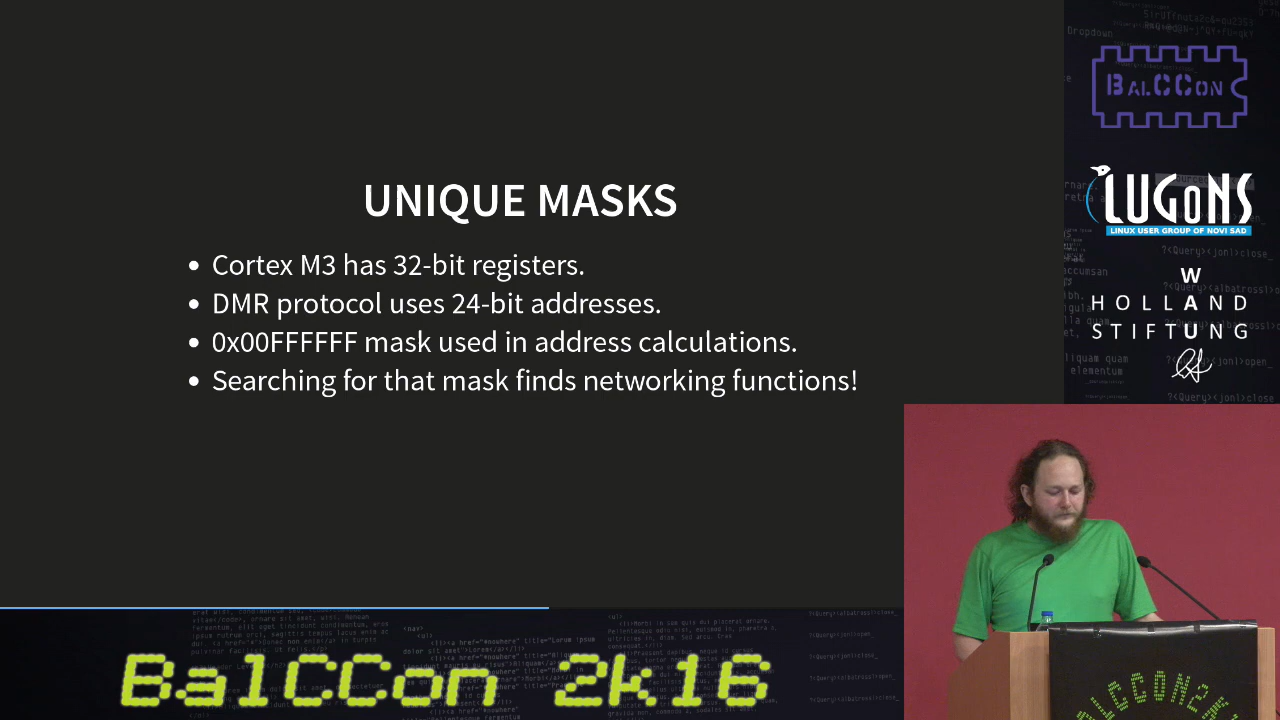 UNIQUE MASKS
Cortex M3 has 32-bit registers.
DMR protocol uses 24-bit addresses.
0x00FFFFFF mask used in address calculations.
Searching for that mask finds networking functions!
BALCCON
LUGoNS
LINUX USER GROUP OF NOVI SAD
W
HOLLAND
STIFTUNG
BalCCon 2k16